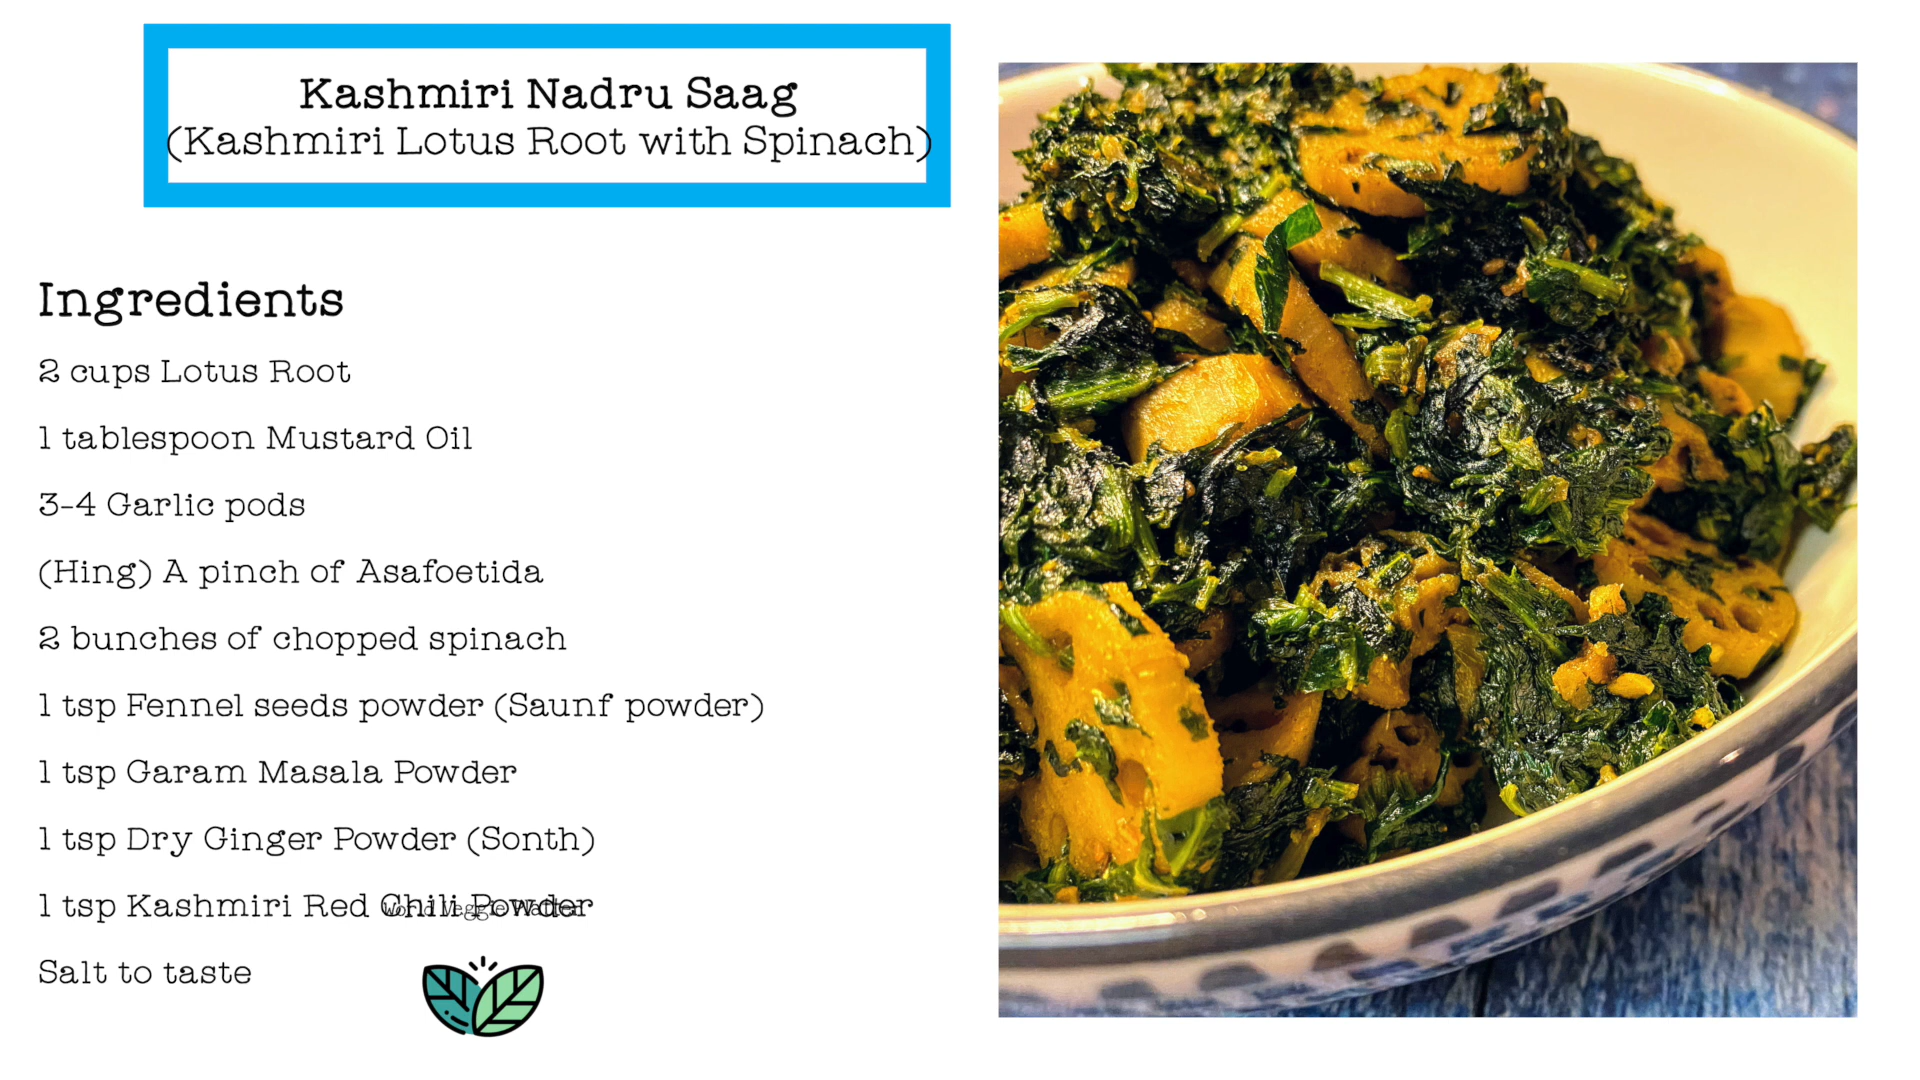 Kashmiri Nadru Saag
(Kashmiri Lotus Root with Spinach)
Ingredients
2 cups Lotus Root
1 tablespoon Mustard Oil
3-4 Garlic pods
(Hing) A pinch of Asafoetida
2 bunches of chopped spinach
1 tsp Fennel seeds powder (Saunf powder)
1 tsp Garam Masala Powder
1 tsp Dry Ginger Powder (Sonth)
1 tsp Kashmiri Red Chili Powder
World Veggie
Salt to taste